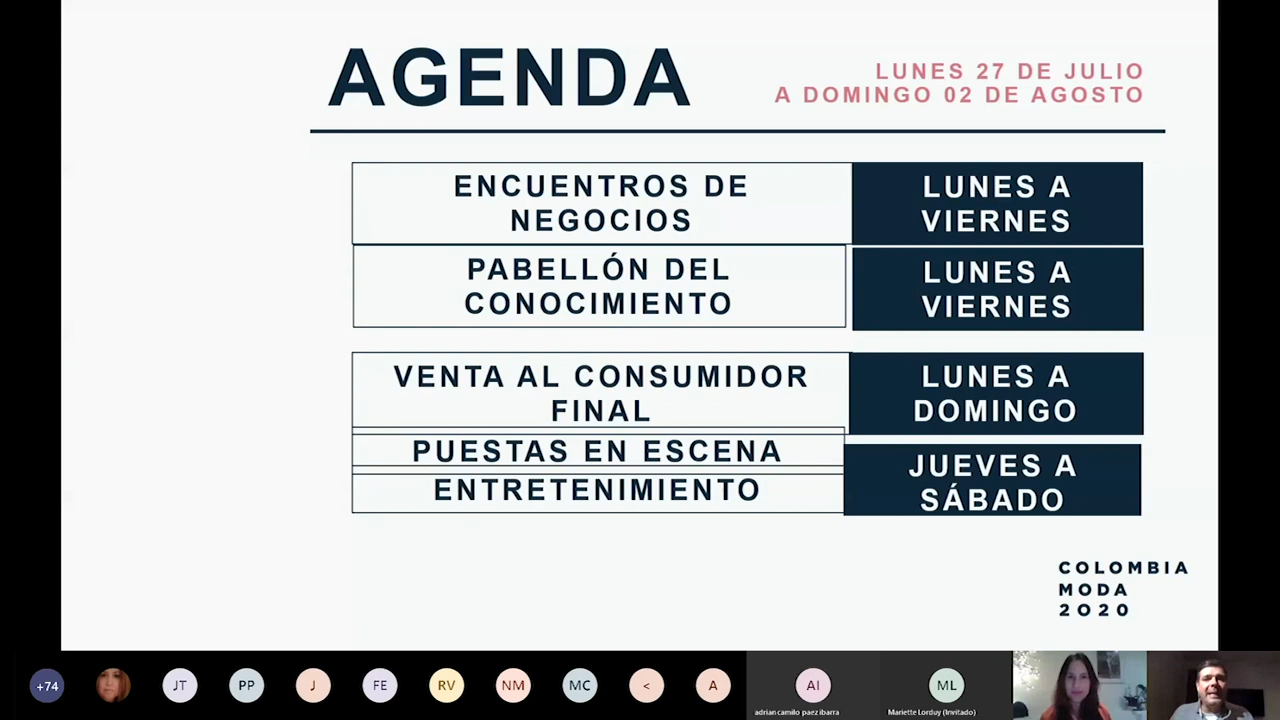 AGENDA
LUNES 27 DE JULIO
A DOMINGO 02 DE AGOSTO
ENCUENTROS DE
NEGOCIOS
LUNES A
VIERNES
PABELLÓN DEL
CONOCIMIENTO
LUNES A
VIERNES
VENTA AL CONSUMIDOR
FINAL
LUNES A
DOMINGO
PUESTAS EN ESCENA
ENTRETENIMIENTO
JUEVES A
SÁBADO
COLOMBIA
MODA
2020
+74
JT
PP
J
FE
RV
NM
MC
<
A
AI
adrian camilo paez ibarra
ML
Mariette Lorduy (Invitado)